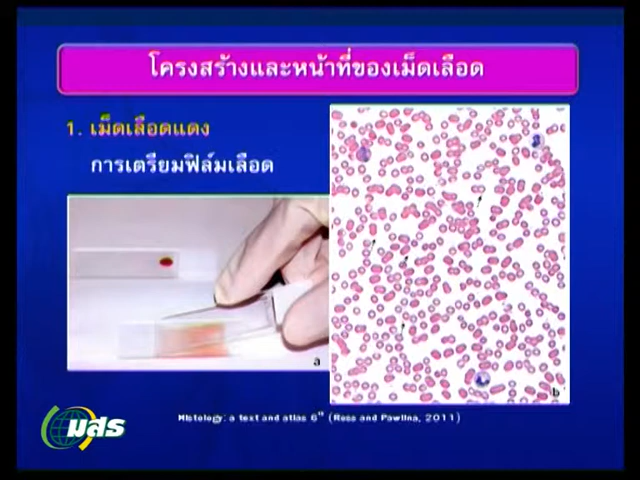 โครงสร้างและหน้าที่ของเม็ดเลือด
1. เม็ดเลือดแดง
การเตรียมฟิล์มเลือด
a
b
Histology: a text and atlas 6th (Ross and Pawlina, 2011)
มสธ